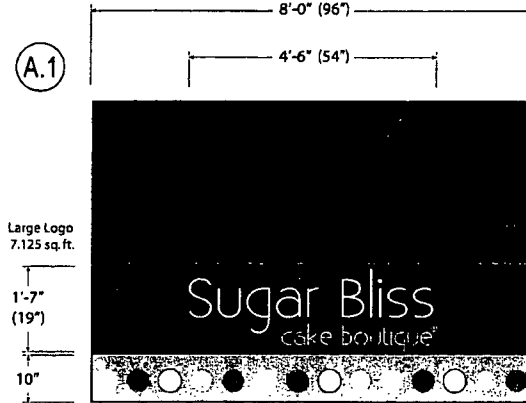 8'-0" (96")
A.1
4'-6" (54")
Large Logo
7.125 sq. ft.
1'-7"
(19")
Sugar Bliss
cake boutique"
10"